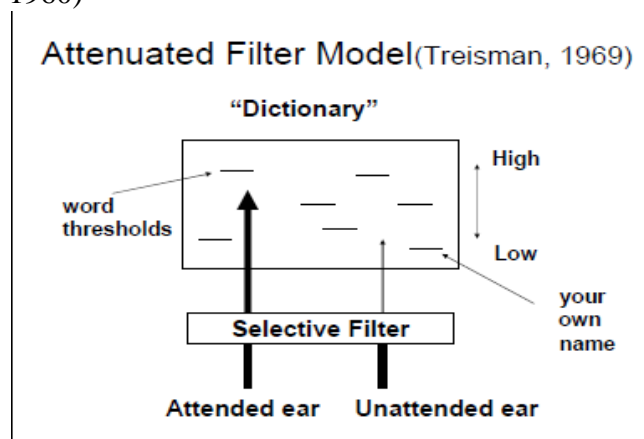 1960)
Attenuated Filter Model(Treisman, 1969)
"Dictionary"
High
word
thresholds
Low
your
own
name
Selective Filter
Attended ear
Unattended ear